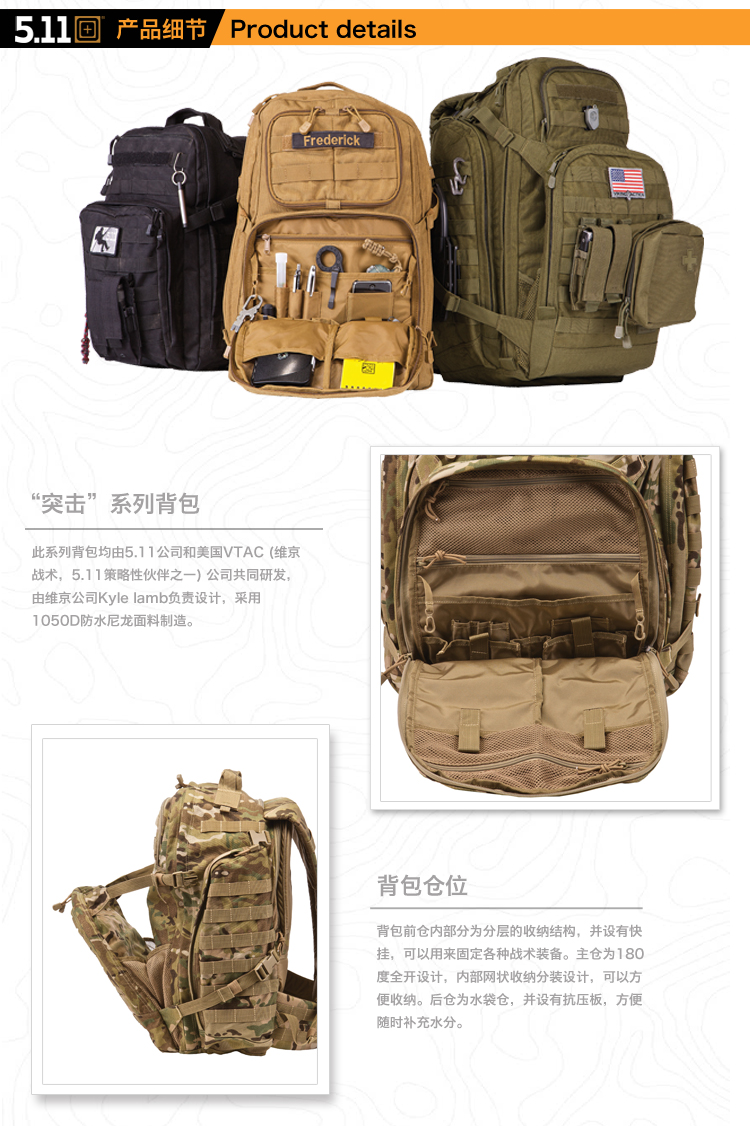 5.11 产品细节 Product details
Frederick
“突击”系列背包
此系列背包均由5.11公司和美国VTAC (维京
战术，5.11策略性伙伴之一) 公司共同研发，
由维京公司Kyle lamb负责设计，采用
1050D防水尼龙面料制造。
背包仓位
背包前仓内部分为分层的收纳结构，并设有快
挂，可以用来固定各种战术装备。主仓为180
度全开设计，内部网状收纳分装设计，可以方
便收纳。后仓为水袋仓，并设有抗压板，方便
随时补充水分。